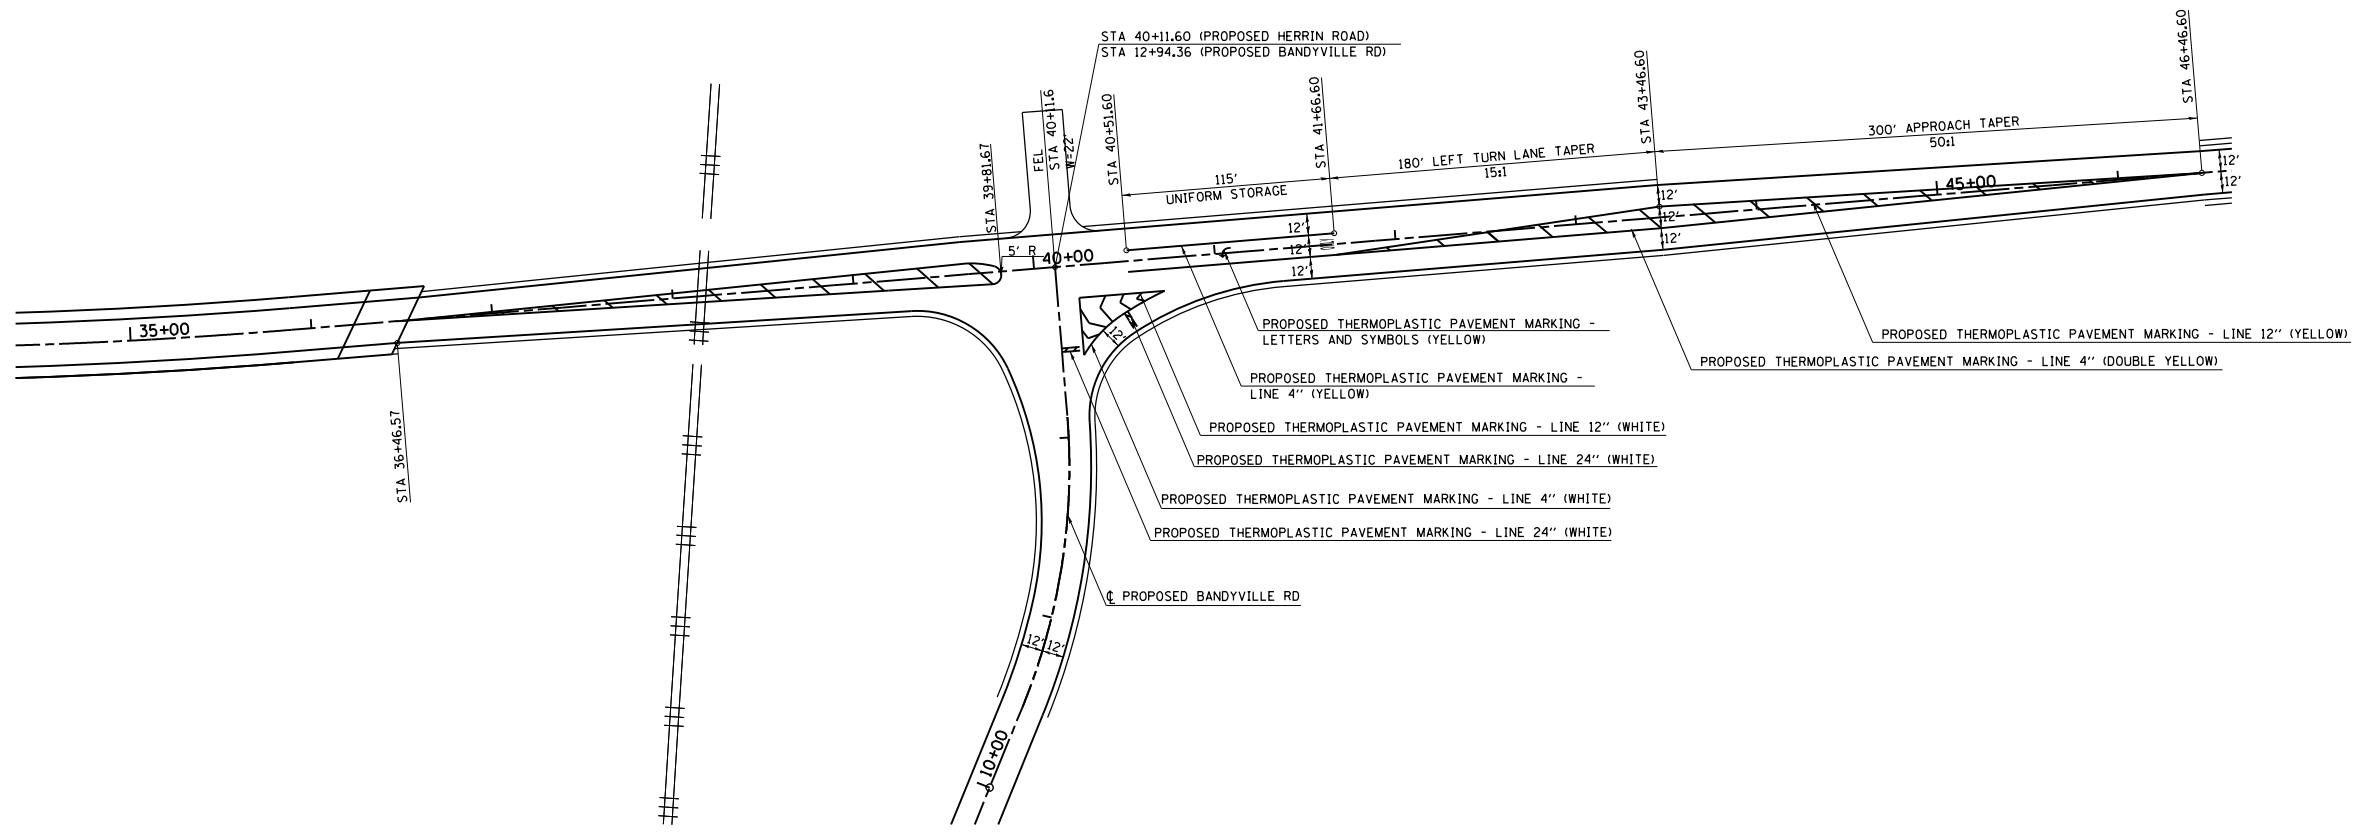 STA 40+11.60 (PROPOSED HERRIN ROAD)
STA 12+94.36 (PROPOSED BANDYVILLE RD)
STA 46+46.60
STA 43+46.60
STA 41+66.60
STA 40+51.60
STA 40+11.6
FEL
W=22'
STA 39+81.67
300' APPROACH TAPER
50:1
180' LEFT TURN LANE TAPER
15:1
115'
UNIFORM STORAGE
12'
12'
45+00
12'
12'
12'
12'
12'
12'
5' R
40+00
35+00
12'
PROPOSED THERMOPLASTIC PAVEMENT MARKING -
LETTERS AND SYMBOLS (YELLOW)
PROPOSED THERMOPLASTIC PAVEMENT MARKING - LINE 12'' (YELLOW)
PROPOSED THERMOPLASTIC PAVEMENT MARKING - LINE 4'' (DOUBLE YELLOW)
PROPOSED THERMOPLASTIC PAVEMENT MARKING -
LINE 4'' (YELLOW)
STA 36+46.57
PROPOSED THERMOPLASTIC PAVEMENT MARKING - LINE 12'' (WHITE)
PROPOSED THERMOPLASTIC PAVEMENT MARKING - LINE 24'' (WHITE)
PROPOSED THERMOPLASTIC PAVEMENT MARKING - LINE 4'' (WHITE)
PROPOSED THERMOPLASTIC PAVEMENT MARKING - LINE 24'' (WHITE)
℄ PROPOSED BANDYVILLE RD
12'
12'
10+00